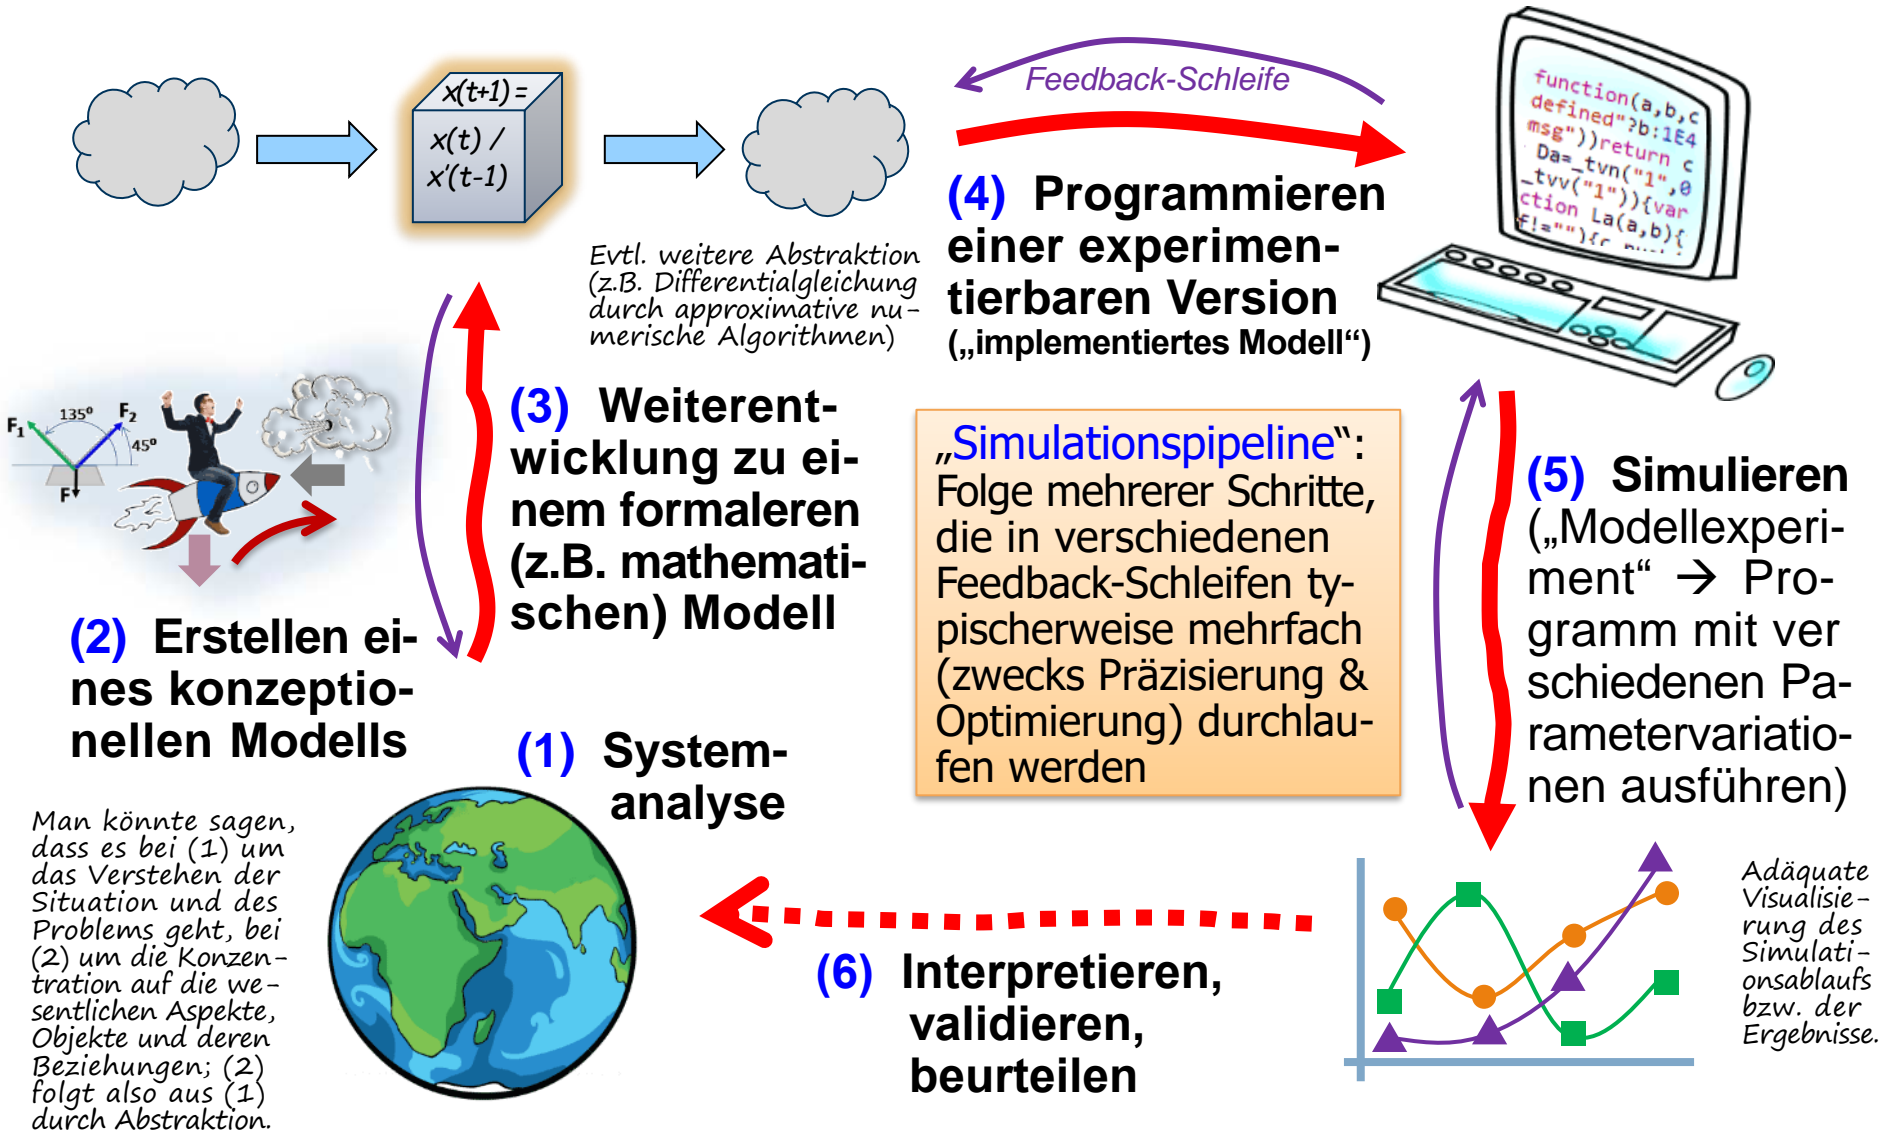 x(t+1) =
x(t) /
x'(t-1)
Feedback-Schleife
function(a,b,c
defined"?b:1E4
msg"))return c
Da=_tvn("1",0
_tvv("1")){var
ction La(a,b){
f!=""){c
(4) Programmieren
einer experimen-
tierbaren Version
(„implementiertes Modell“)
Evtl. weitere Abstraktion
(z.B. Differentialgleichung
durch approximative nu-
merische Algorithmen)
F1
135°
F2
45°
F
(3) Weiterent-
wicklung zu ei-
nem formaleren
(z.B. mathemati-
schen) Modell
„Simulationspipeline“:
Folge mehrerer Schritte,
die in verschiedenen
Feedback-Schleifen ty-
pischerweise mehrfach
(zwecks Präzisierung &
Optimierung) durchlau-
fen werden
(5) Simulieren
(„Modellexperi-
ment“ → Pro-
gramm mit ver
schiedenen Pa-
rametervariatio-
nen ausführen)
(2) Erstellen ei-
nes konzeptio-
nellen Modells
(1) System-
analyse
Man könnte sagen,
dass es bei (1) um
das Verstehen der
Situation und des
Problems geht, bei
(2) um die Konzen-
tration auf die we-
sentlichen Aspekte,
Objekte und deren
Beziehungen; (2)
folgt also aus (1)
durch Abstraktion.
(6) Interpretieren,
validieren,
beurteilen
Adäquate
Visualisie-
rung des
Simulati-
onsablaufs
bzw. der
Ergebnisse.